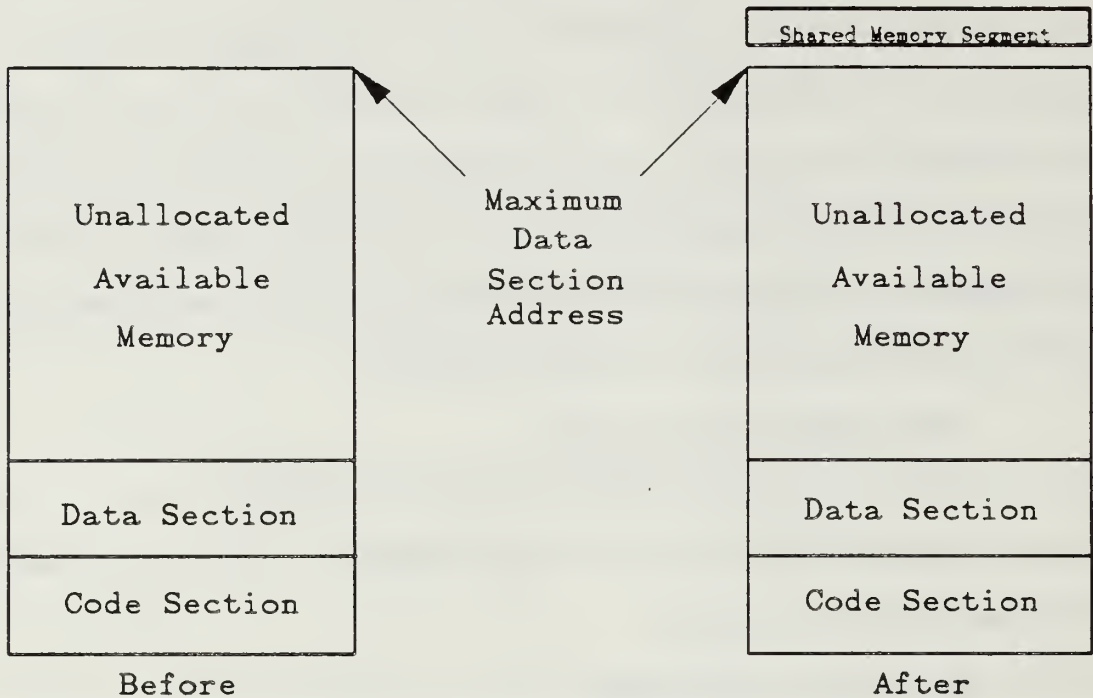 Shared Memory Segment
Unallocated
Available
Memory
Data Section
Code Section
Before
Maximum
Data
Section
Address
Unallocated
Available
Memory
Data Section
Code Section
After